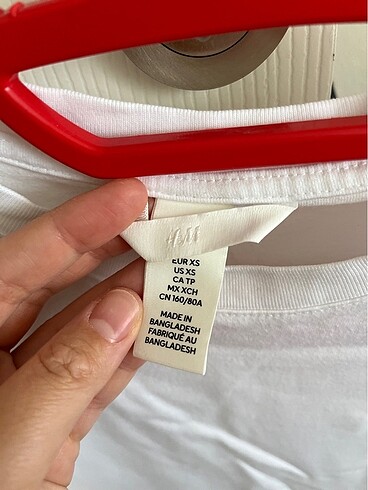 H&M
EUR XS
US XS
CA TP
MX XCH
CN 160/80A
MADE IN
BANGLADESH
FABRIQUÉ AU
BANGLADESH